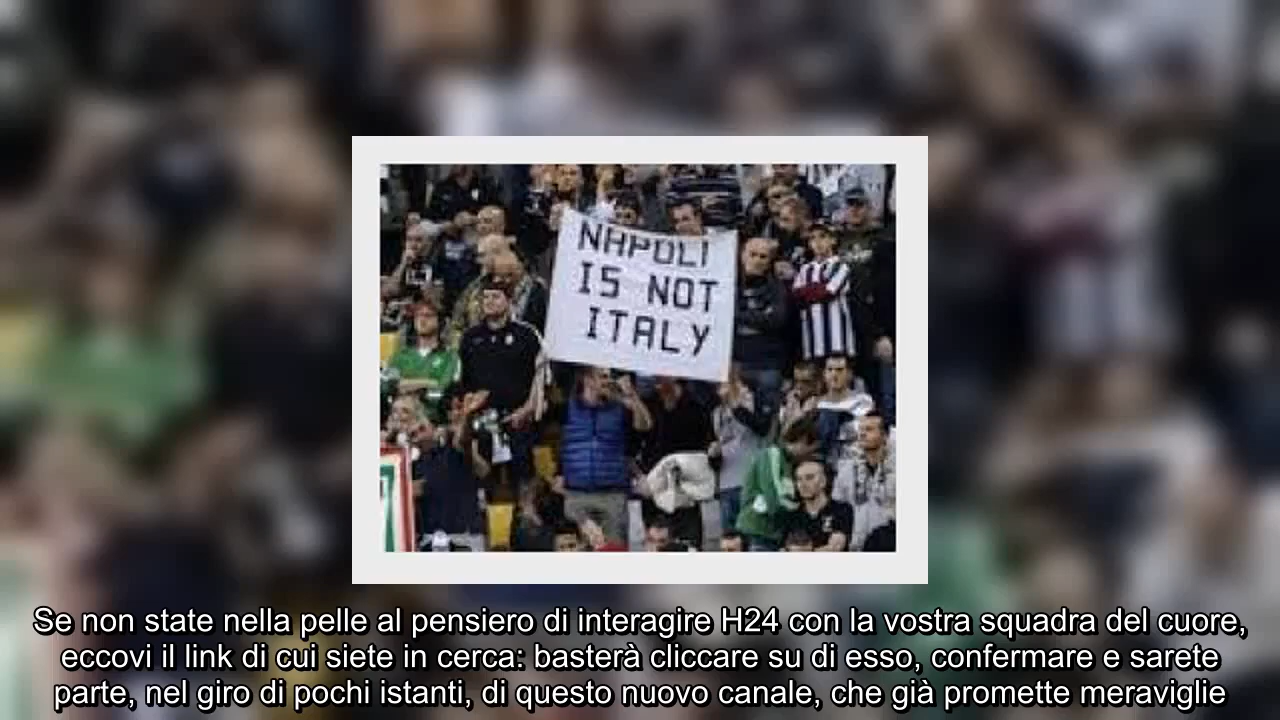 NAPOLI
IS NOT
ITALY
Se non state nella pelle al pensiero di interagire H24 con la vostra squadra del cuore,
eccovi il link di cui siete in cerca: basterà cliccare su di esso, confermare e sarete
parte, nel giro di pochi istanti, di questo nuovo canale, che già promette meraviglie